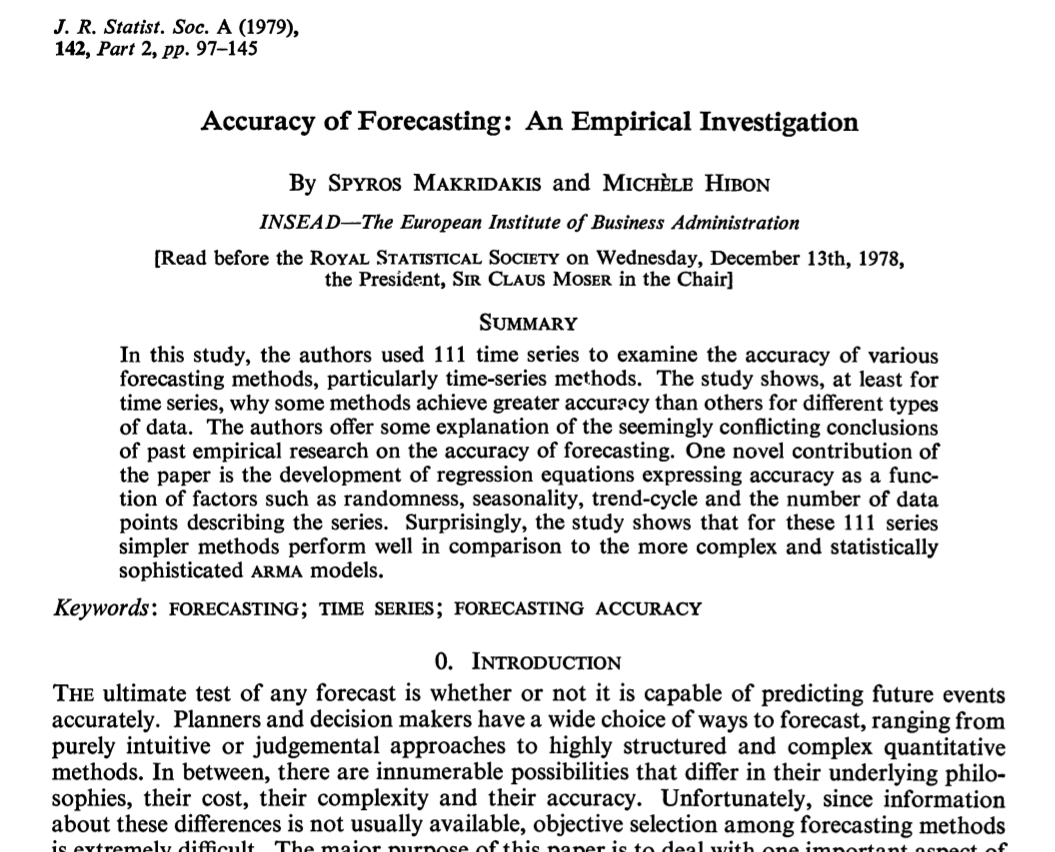 J. R. Statist. Soc. A (1979),
142, Part 2, pp. 97–145
Accuracy of Forecasting: An Empirical Investigation
By SPYROS MAKRIDAKIS and MICHÈLE HIBON
INSEAD—The European Institute of Business Administration
[Read before the ROYAL STATISTICAL SOCIETY on Wednesday, December 13th, 1978,
the President, SIR CLAUS MOSER in the Chair]
SUMMARY
In this study, the authors used 111 time series to examine the accuracy of various
forecasting methods, particularly time-series methods. The study shows, at least for
time series, why some methods achieve greater accuracy than others for different types
of data. The authors offer some explanation of the seemingly conflicting conclusions
of past empirical research on the accuracy of forecasting. One novel contribution of
the paper is the development of regression equations expressing accuracy as a func-
tion of factors such as randomness, seasonality, trend-cycle and the number of data
points describing the series. Surprisingly, the study shows that for these 111 series
simpler methods perform well in comparison to the more complex and statistically
sophisticated ARMA models.
Keywords: FORECASTING; TIME SERIES; FORECASTING ACCURACY
0. INTRODUCTION
THE ultimate test of any forecast is whether or not it is capable of predicting future events
accurately. Planners and decision makers have a wide choice of ways to forecast, ranging from
purely intuitive or judgemental approaches to highly structured and complex quantitative
methods. In between, there are innumerable possibilities that differ in their underlying philo-
sophies, their cost, their complexity and their accuracy. Unfortunately, since information
about these differences is not usually available, objective selection among forecasting methods
is extremely difficult. The major purpose of this paper is to deal with one important aspect of